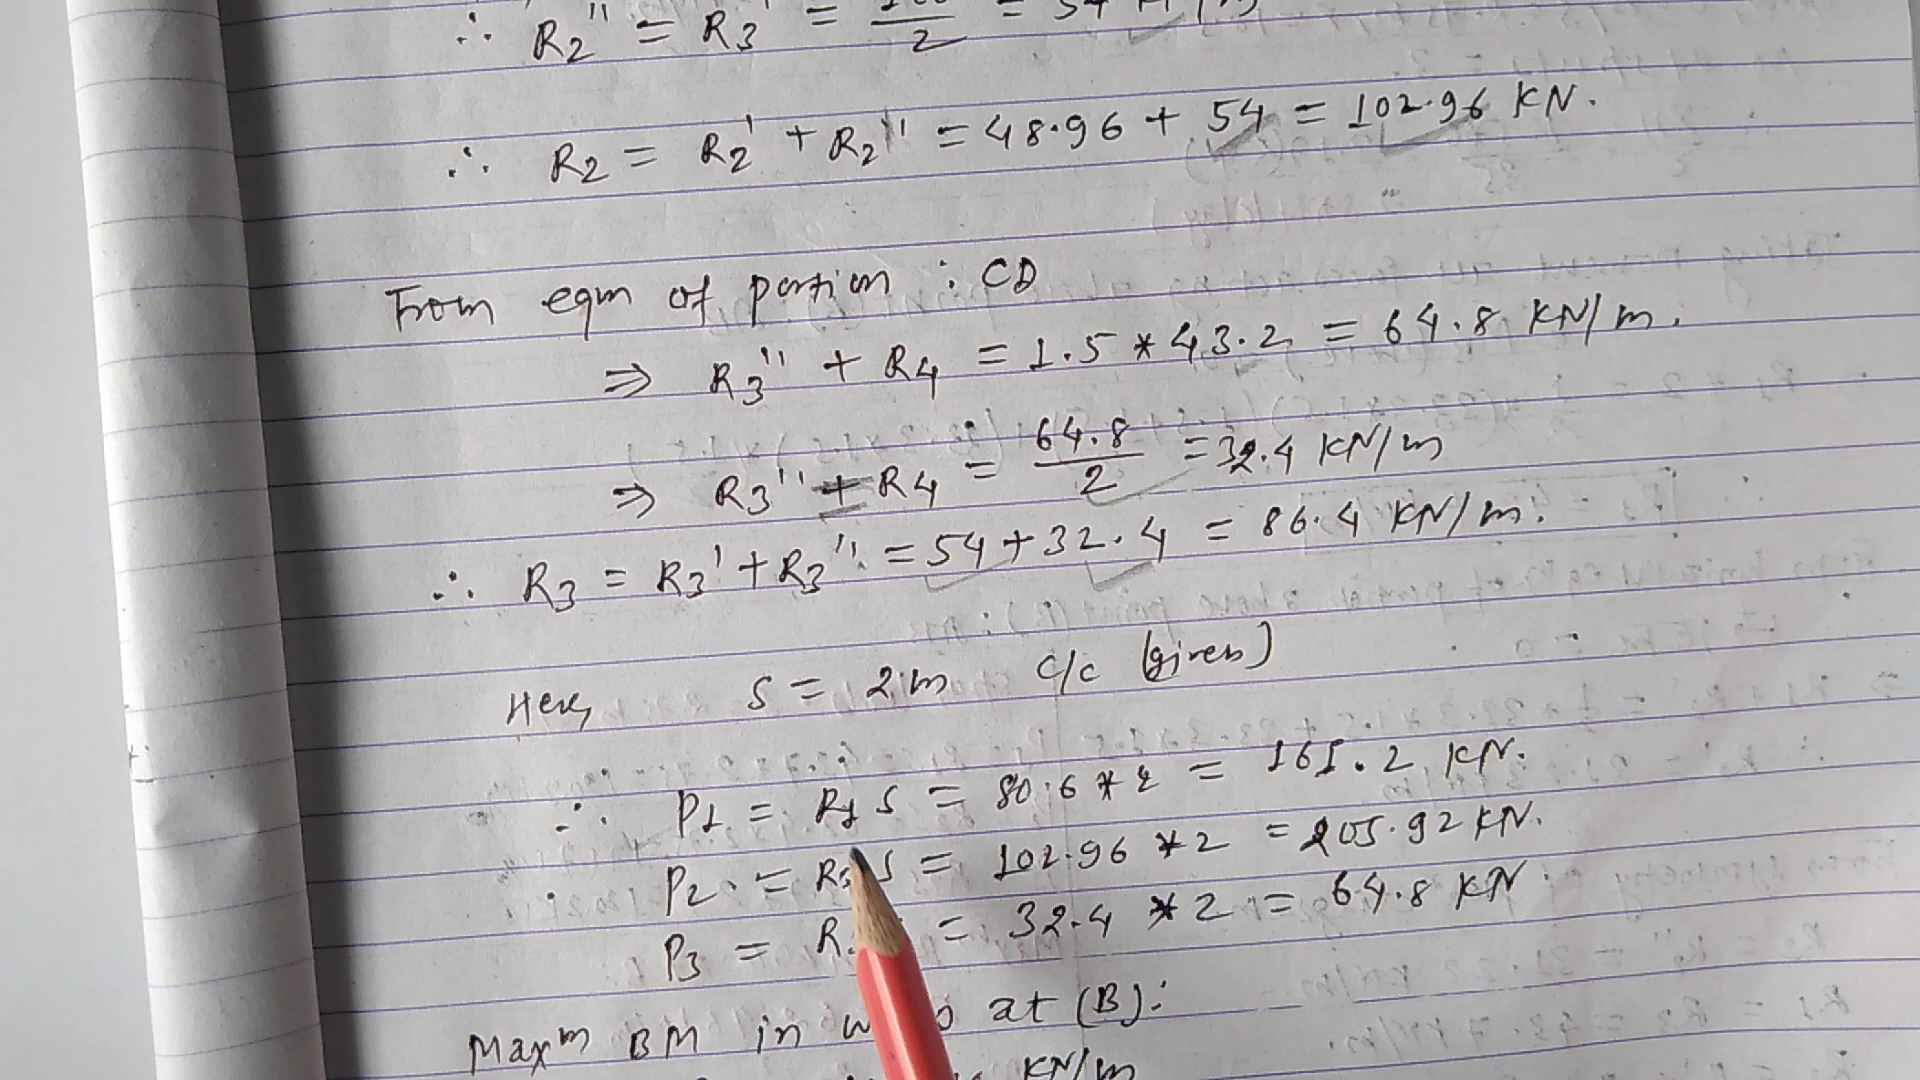 ∴ R2'' = R3' = /2 = 54 KN/m
∴ R2 = R2' + R2'' = 48.96 + 54 = 102.96 KN.
From eqm of portion : CD
⇒ R3'' + R4 = 1.5 * 43.2 = 64.8 KN/m.
⇒ R3'' = R4 = 64.8/2 = 32.4 KN/m
∴ R3 = R3' + R3'' = 54 + 32.4 = 86.4 KN/m.
Here, S = 2m c/c (given)
∴ P1 = R1 S = 80.6 * 2 = 161.2 KN.
P2 = R2 S = 102.96 * 2 = 205.92 KN.
P3 = = 32.4 * 2 = 64.8 KN.
Maxm BM in at (B):
KN/m